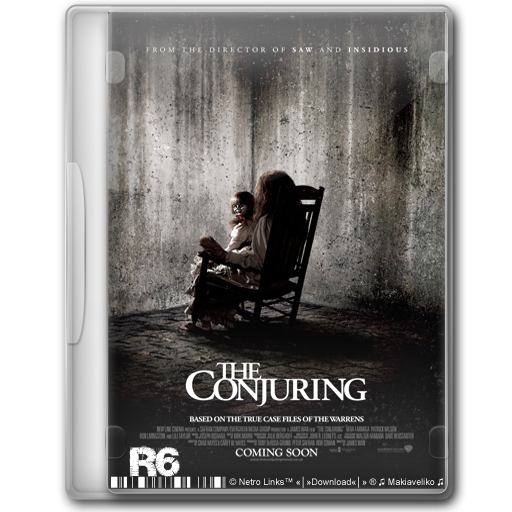 FROM THE DIRECTOR OF SAW AND INSIDIOUS
THE
CONJURING
BASED ON THE TRUE CASE FILES OF THE WARRENS
COMING SOON
R6
© Netro Links™ «|»Download«|» ® ♫ Makiaveliko ♫